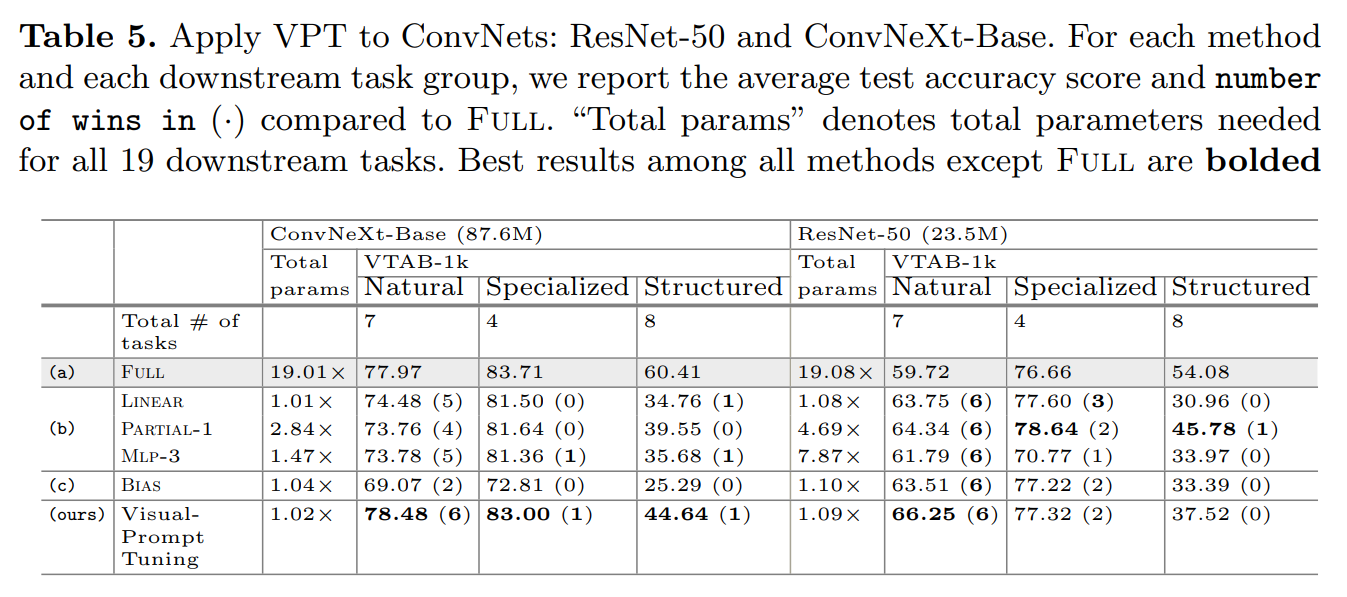 Table 5. Apply VPT to ConvNets: ResNet-50 and ConvNeXt-Base. For each method
and each downstream task group, we report the average test accuracy score and number
of wins in (·) compared to FULL. “Total params” denotes total parameters needed
for all 19 downstream tasks. Best results among all methods except FULL are bolded
ConvNeXt-Base (87.6M) ResNet-50 (23.5M)
Total VTAB-1k Total VTAB-1k
params Natural Specialized Structured params Natural Specialized Structured
Total # of 7 4 8 7 4 8
tasks
(a) FULL 19.01× 77.97 83.71 60.41 19.08× 59.72 76.66 54.08
LINEAR 1.01× 74.48 (5) 81.50 (0) 34.76 (1) 1.08× 63.75 (6) 77.60 (3) 30.96 (0)
(b) PARTIAL-1 2.84× 73.76 (4) 81.64 (0) 39.55 (0) 4.69× 64.34 (6) 78.64 (2) 45.78 (1)
MLP-3 1.47× 73.78 (5) 81.36 (1) 35.68 (1) 7.87× 61.79 (6) 70.77 (1) 33.97 (0)
(c) BIAS 1.04× 69.07 (2) 72.81 (0) 25.29 (0) 1.10× 63.51 (6) 77.22 (2) 33.39 (0)
(ours) Visual- 1.02× 78.48 (6) 83.00 (1) 44.64 (1) 1.09× 66.25 (6) 77.32 (2) 37.52 (0)
Prompt
Tuning